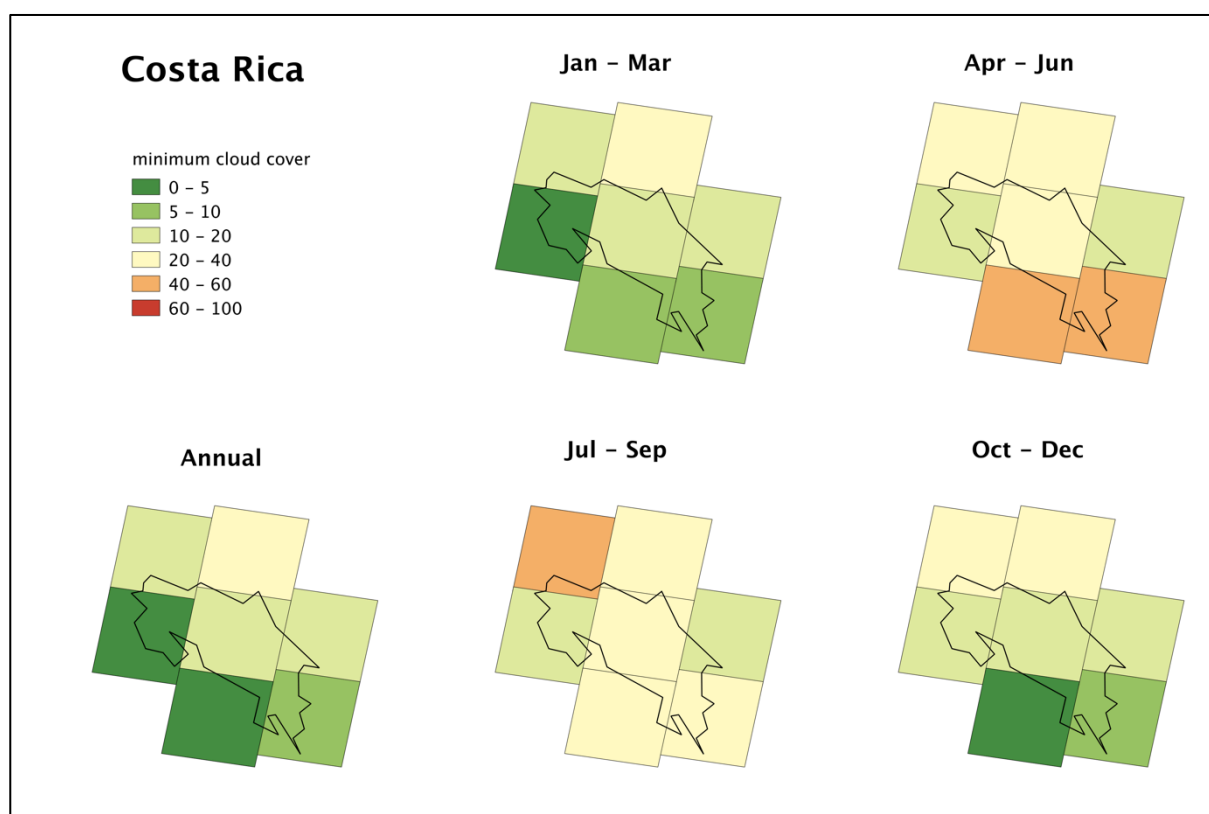 Costa Rica
minimum cloud cover
0 – 5
5 – 10
10 – 20
20 – 40
40 – 60
60 – 100
Jan – Mar
Apr – Jun
Annual
Jul – Sep
Oct – Dec